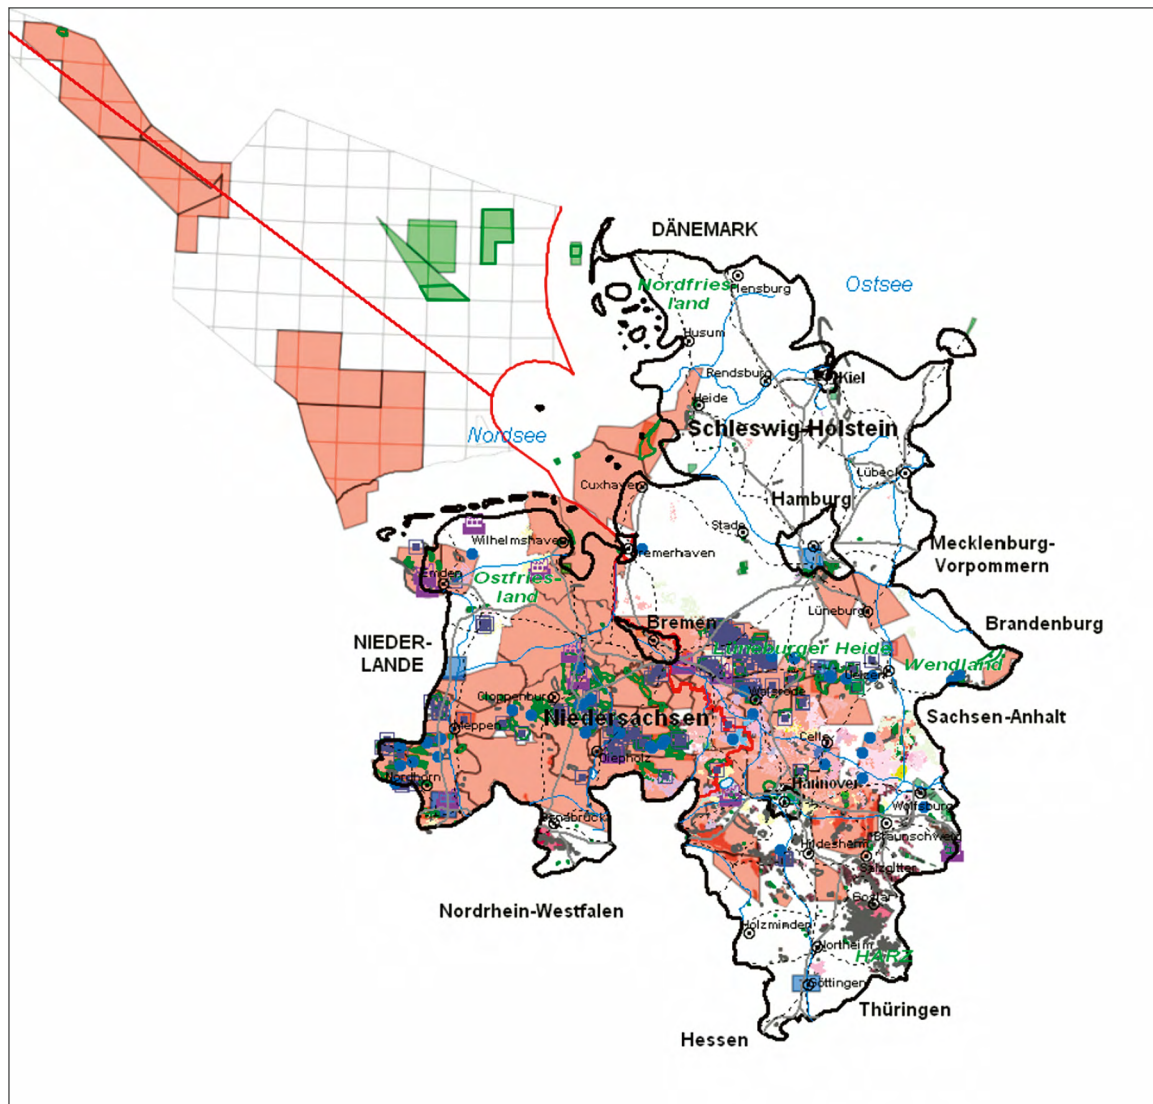 DÄNEMARK
Nordfries-
land
Flensburg
Ostsee
Husum
Rendsburg
Kiel
Heide
Schleswig-Holstein
Nordsee
Lübeck
Cuxhaven
Hamburg
Stade
Wilhelmshaven
Bremerhaven
Mecklenburg-
Vorpommern
Emden
Ostfries-
land
Lüneburg
Bremen
Brandenburg
NIEDER-
LANDE
Lüneburger Heide
Wendland
Uelzen
Cloppenburg
Walsrode
Niedersachsen
Sachsen-Anhalt
Meppen
Celle
Diepholz
Nordhorn
Hannover
Wolfsburg
Osnabrück
Braunschweig
Hildesheim
Salzgitter
Goslar
Nordrhein-Westfalen
Holzminden
Northeim
HARZ
Göttingen
Thüringen
Hessen